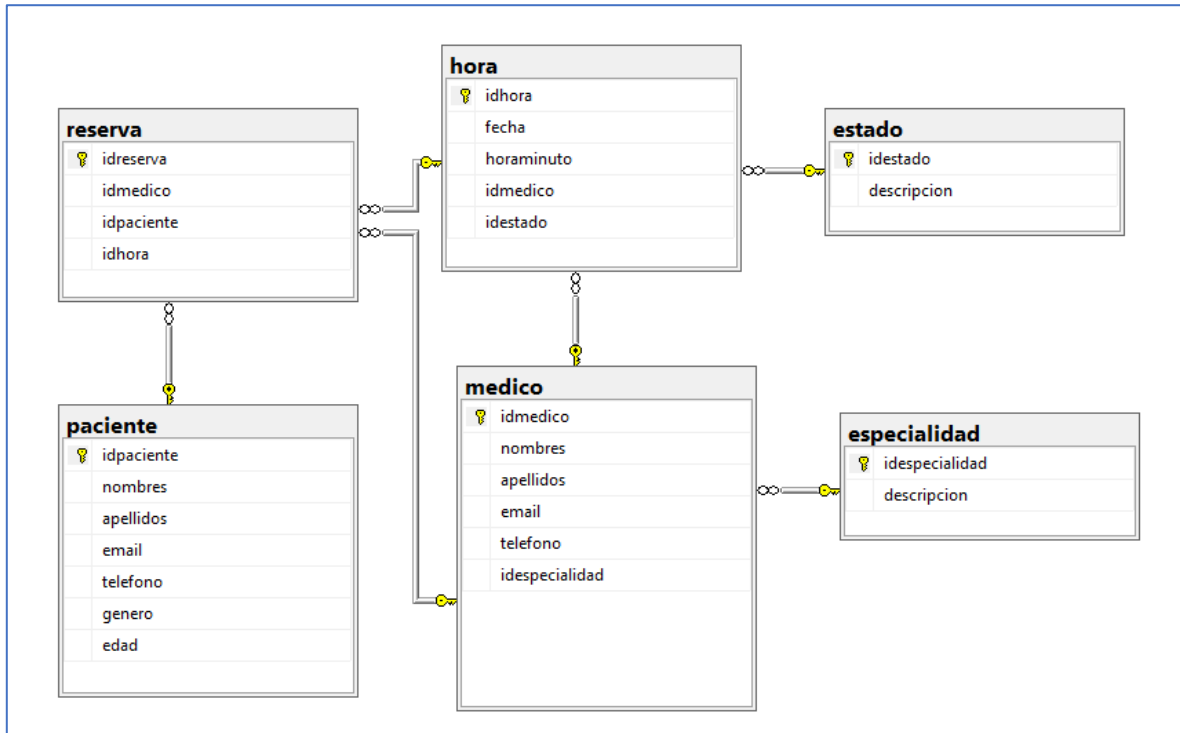 reserva
idreserva
idmedico
idpaciente
idhora
hora
idhora
fecha
horaminuto
idmedico
idestado
estado
idestado
descripcion
paciente
idpaciente
nombres
apellidos
email
telefono
genero
edad
medico
idmedico
nombres
apellidos
email
telefono
idespecialidad
especialidad
idespecialidad
descripcion